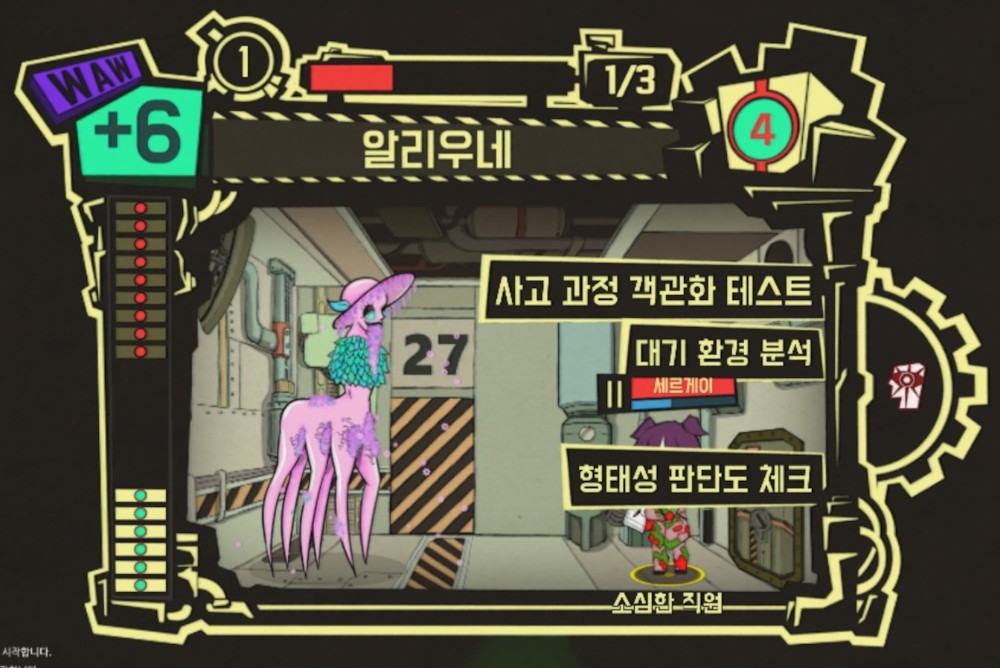 WAW
1
1/3
+6
알리우네
4
사고 과정 객관화 테스트
27
대기 환경 분석
세르게이
형태성 판단도 체크
소심한 직원
시작합니다.